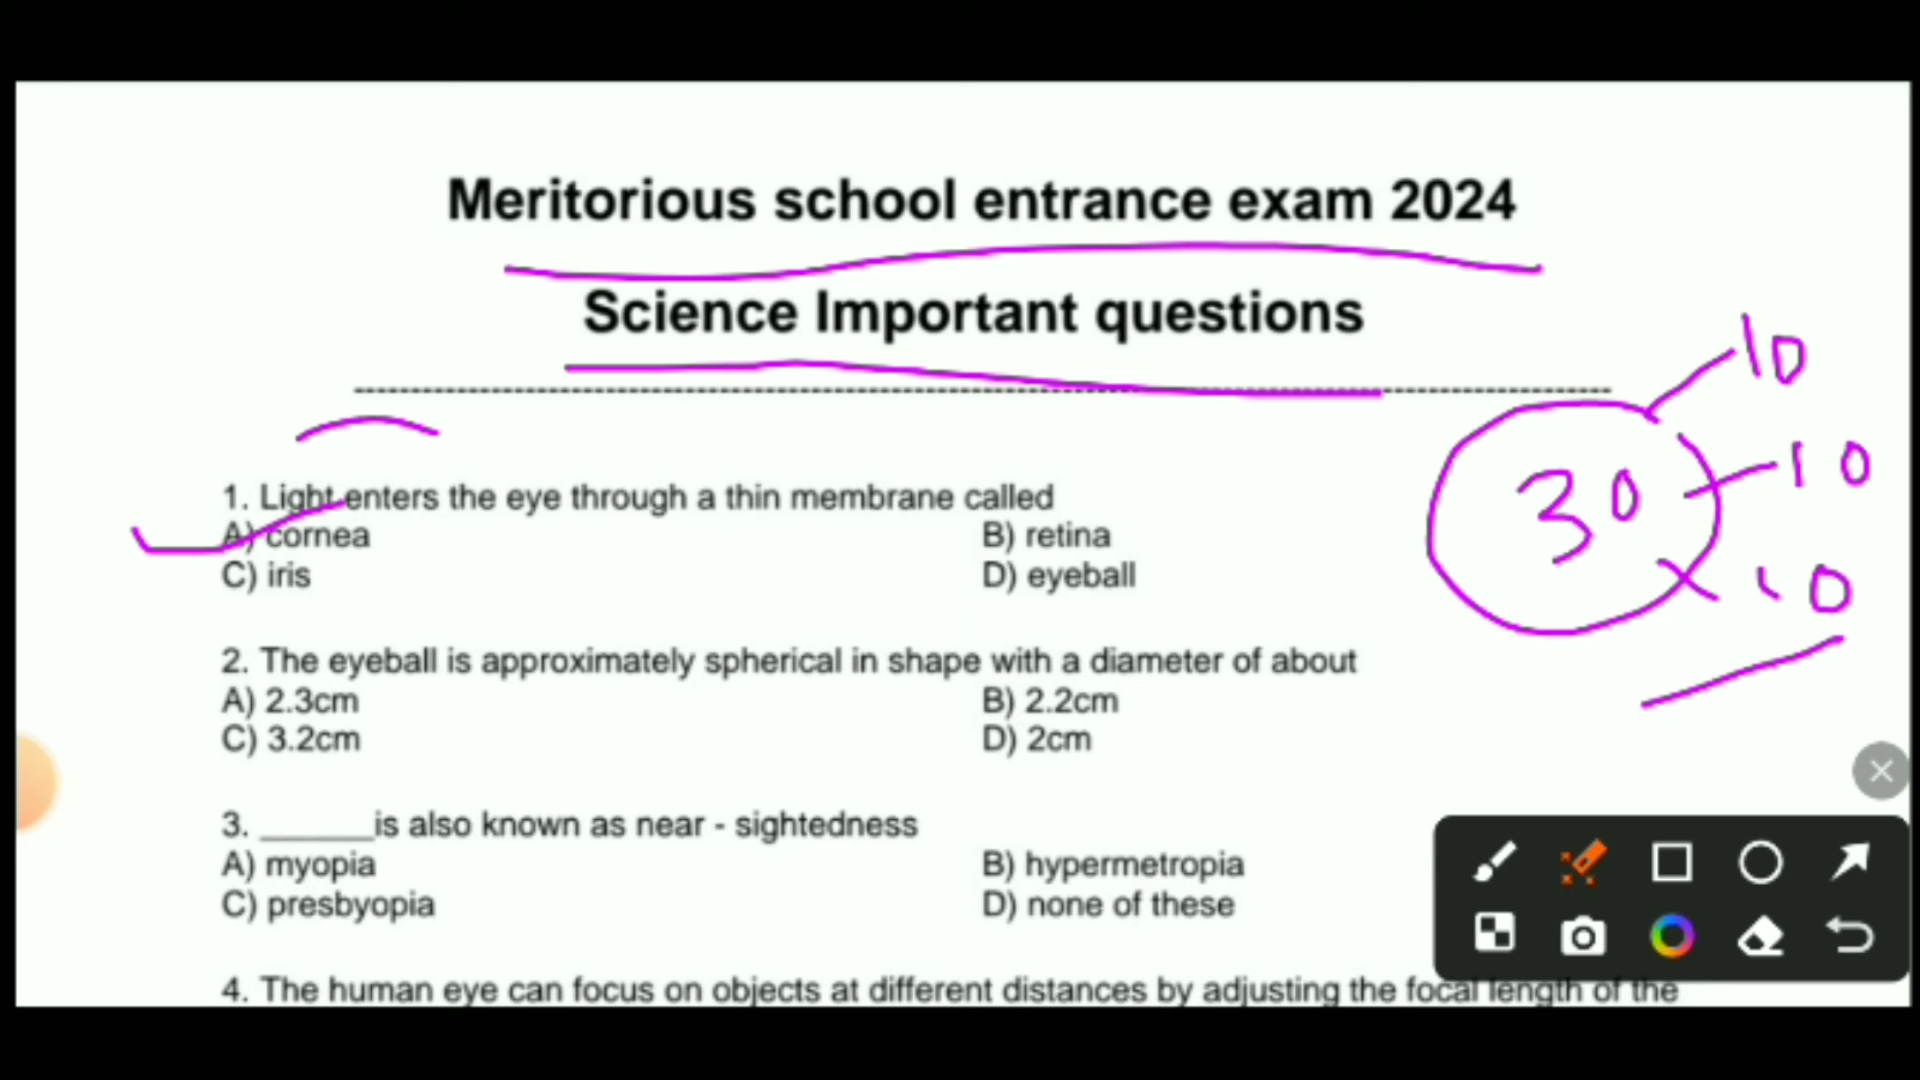 Meritorious school entrance exam 2024
Science Important questions
10
30
10
10
1. Light enters the eye through a thin membrane called
A) cornea B) retina
C) iris D) eyeball
2. The eyeball is approximately spherical in shape with a diameter of about
A) 2.3cm B) 2.2cm
C) 3.2cm D) 2cm
3. ______is also known as near - sightedness
A) myopia B) hypermetropia
C) presbyopia D) none of these
4. The human eye can focus on objects at different distances by adjusting the focal length of the